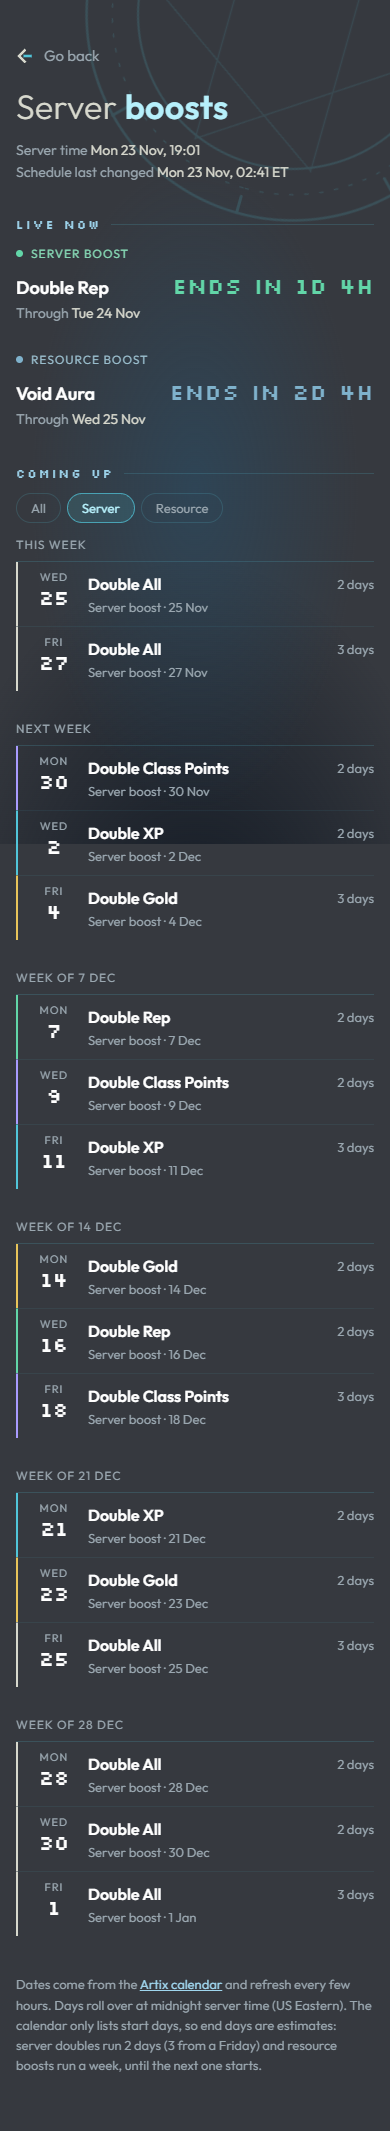 Go back
Server boosts
Server time Mon 23 Nov, 19:01
Schedule last changed Mon 23 Nov, 02:41 ET
LIVE NOW
SERVER BOOST
Double Rep ENDS IN 1D 4H
Through Tue 24 Nov
RESOURCE BOOST
Void Aura ENDS IN 2D 4H
Through Wed 25 Nov
COMING UP
All Server Resource
THIS WEEK
WED 25 Double All 2 days
Server boost · 25 Nov
FRI 27 Double All 3 days
Server boost · 27 Nov
NEXT WEEK
MON 30 Double Class Points 2 days
Server boost · 30 Nov
WED 2 Double XP 2 days
Server boost · 2 Dec
FRI 4 Double Gold 3 days
Server boost · 4 Dec
WEEK OF 7 DEC
MON 7 Double Rep 2 days
Server boost · 7 Dec
WED 9 Double Class Points 2 days
Server boost · 9 Dec
FRI 11 Double XP 3 days
Server boost · 11 Dec
WEEK OF 14 DEC
MON 14 Double Gold 2 days
Server boost · 14 Dec
WED 16 Double Rep 2 days
Server boost · 16 Dec
FRI 18 Double Class Points 3 days
Server boost · 18 Dec
WEEK OF 21 DEC
MON 21 Double XP 2 days
Server boost · 21 Dec
WED 23 Double Gold 2 days
Server boost · 23 Dec
FRI 25 Double All 3 days
Server boost · 25 Dec
WEEK OF 28 DEC
MON 28 Double All 2 days
Server boost · 28 Dec
WED 30 Double All 2 days
Server boost · 30 Dec
FRI 1 Double All 3 days
Server boost · 1 Jan
Dates come from the Artix calendar and refresh every few
hours. Days roll over at midnight server time (US Eastern). The
calendar only lists start days, so end days are estimates:
server doubles run 2 days (3 from a Friday) and resource
boosts run a week, until the next one starts.